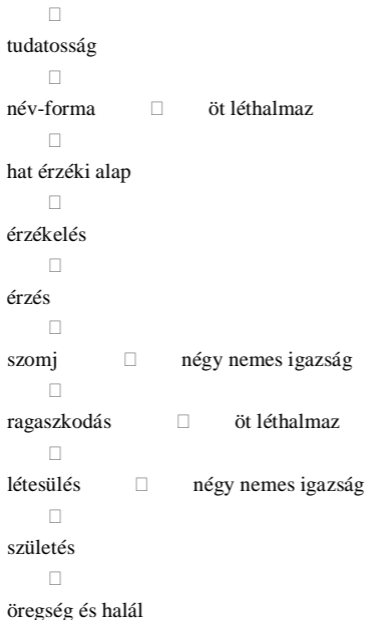 □
tudatosság
□
név-forma □ öt léthalmaz
□
hat érzéki alap
□
érzékelés
□
érzés
□
szomj □ négy nemes igazság
□
ragaszkodás □ öt léthalmaz
□
létesülés □ négy nemes igazság
□
születés
□
öregség és halál